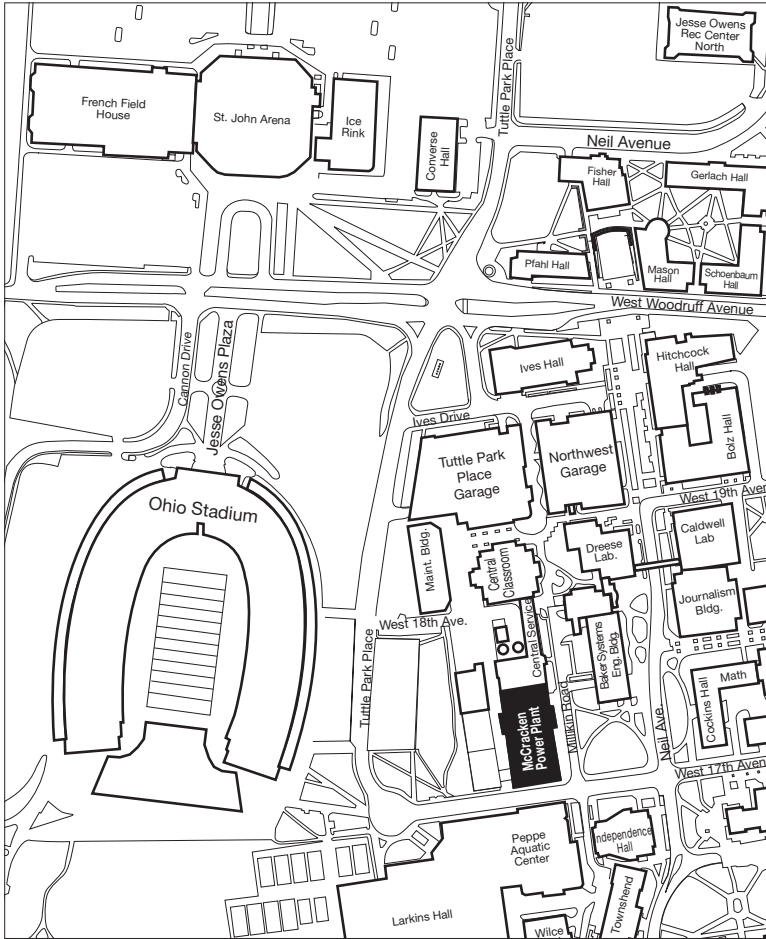 Jesse Owens
Rec Center
North
French Field
House
St. John Arena
Ice
Rink
Converse
Hall
Tuttle Park Place
Neil Avenue
Fisher
Hall
Gerlach Hall
Pfahl Hall
Mason
Hall
Schoenbaum
Hall
West Woodruff Avenue
Cannon Drive
Jesse Owens Plaza
Ives Hall
Hitchcock
Hall
Bolz Hall
Ives Drive
Tuttle Park
Place
Garage
Northwest
Garage
West 19th Aven
Ohio Stadium
Maint. Bldg.
Central
Classroom
Dreese
Lab.
Caldwell
Lab
Journalism
Bldg.
West 18th Ave.
Central Service
Baker Systems
Eng. Bldg.
Tuttle Park Place
McCracken
Power Plant
Millikin Road
Neil Ave.
Cockins Hall
Math
West 17th Avenu
Peppe
Aquatic
Center
Independence
Hall
Larkins Hall
Wilce
Townshend